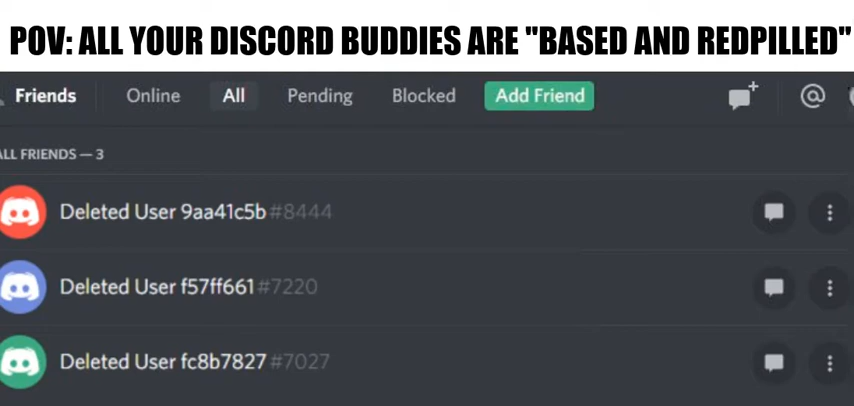 POV: ALL YOUR DISCORD BUDDIES ARE "BASED AND REDPILLED"
Friends Online All Pending Blocked Add Friend
ALL FRIENDS — 3
Deleted User 9aa41c5b#8444
Deleted User f57ff661#7220
Deleted User fc8b7827#7027